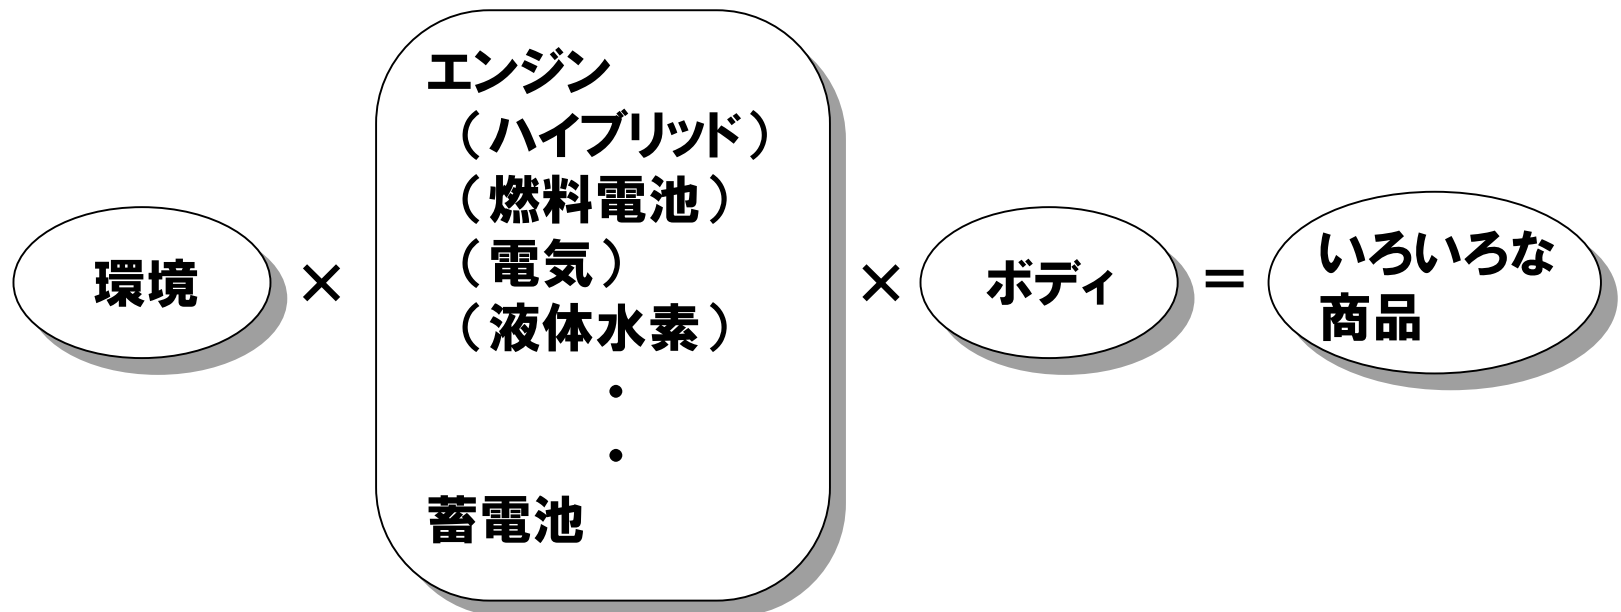 環境
×
エンジン
（ハイブリッド）
（燃料電池）
（電気）
（液体水素）
・
・
蓄電池
×
ボディ
＝
いろいろな
商品